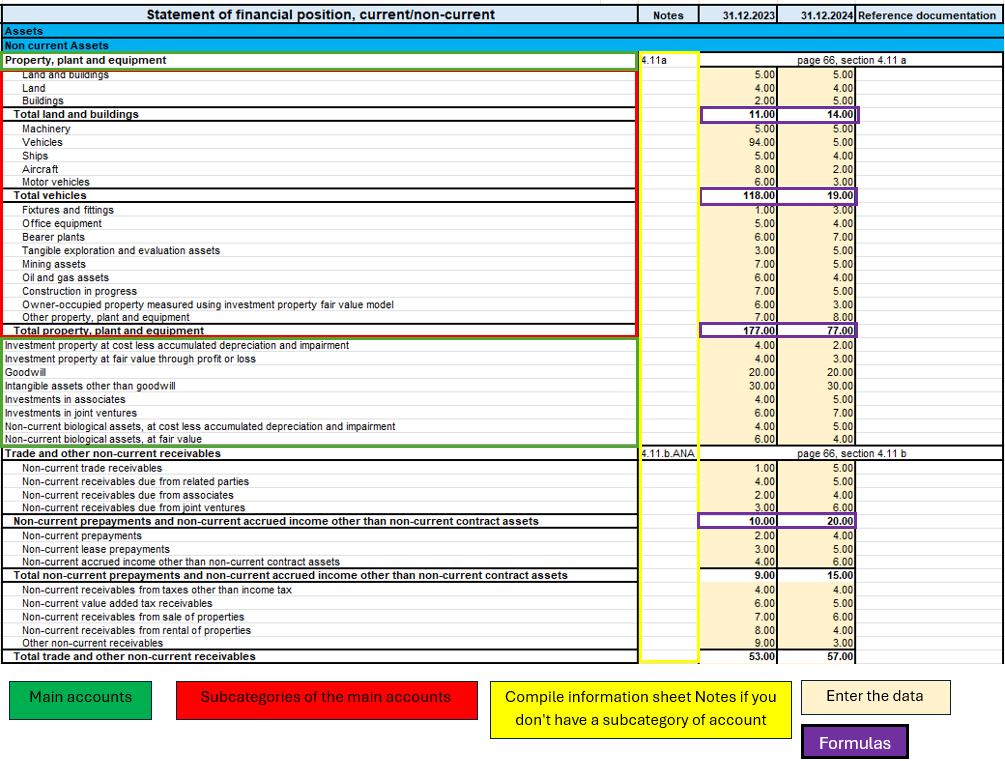 Statement of financial position, current/non-current Notes 31.12.2023 31.12.2024 Reference documentation
Assets
Non current Assets
Property, plant and equipment 4.11a page 66, section 4.11 a
Land and buildings 5.00 5.00
Land 4.00 4.00
Buildings 2.00 5.00
Total land and buildings 11.00 14.00
Machinery 5.00 5.00
Vehicles 94.00 5.00
Ships 5.00 4.00
Aircraft 8.00 2.00
Motor vehicles 6.00 3.00
Total vehicles 118.00 19.00
Fixtures and fittings 1.00 3.00
Office equipment 5.00 4.00
Bearer plants 6.00 7.00
Tangible exploration and evaluation assets 3.00 5.00
Mining assets 7.00 5.00
Oil and gas assets 6.00 4.00
Construction in progress 7.00 5.00
Owner-occupied property measured using investment property fair value model 6.00 3.00
Other property, plant and equipment 7.00 8.00
Total property, plant and equipment 177.00 77.00
Investment property at cost less accumulated depreciation and impairment 4.00 2.00
Investment property at fair value through profit or loss 4.00 3.00
Goodwill 20.00 20.00
Intangible assets other than goodwill 30.00 30.00
Investments in associates 4.00 5.00
Investments in joint ventures 6.00 7.00
Non-current biological assets, at cost less accumulated depreciation and impairment 4.00 5.00
Non-current biological assets, at fair value 6.00 4.00
Trade and other non-current receivables 4.11.b.ANA page 66, section 4.11 b
Non-current trade receivables 1.00 5.00
Non-current receivables due from related parties 4.00 5.00
Non-current receivables due from associates 2.00 4.00
Non-current receivables due from joint ventures 3.00 6.00
Non-current prepayments and non-current accrued income other than non-current contract assets 10.00 20.00
Non-current prepayments 2.00 4.00
Non-current lease prepayments 3.00 5.00
Non-current accrued income other than non-current contract assets 4.00 6.00
Total non-current prepayments and non-current accrued income other than non-current contract assets 9.00 15.00
Non-current receivables from taxes other than income tax 4.00 4.00
Non-current value added tax receivables 6.00 5.00
Non-current receivables from sale of properties 7.00 6.00
Non-current receivables from rental of properties 8.00 4.00
Other non-current receivables 9.00 3.00
Total trade and other non-current receivables 53.00 57.00
Main accounts
Subcategories of the main accounts
Compile information sheet Notes if you
don't have a subcategory of account
Enter the data
Formulas